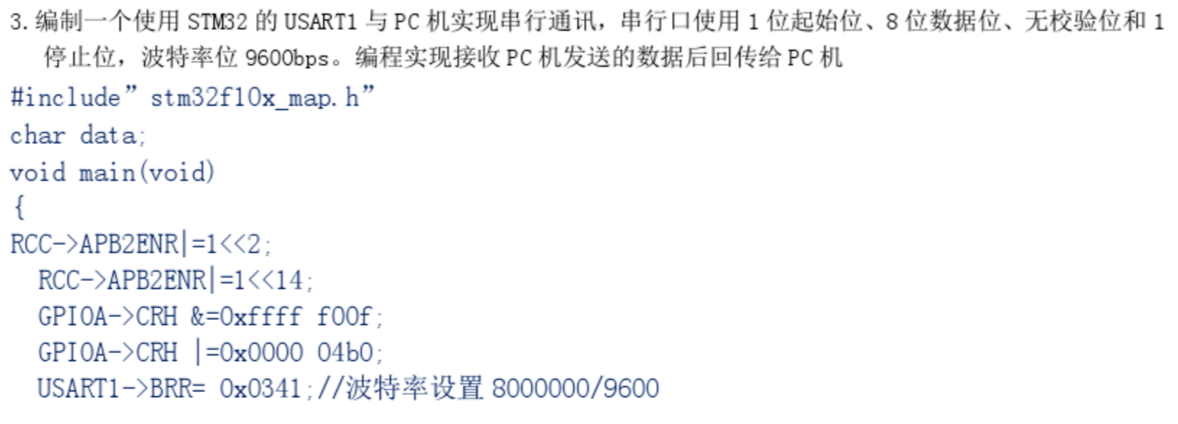 3. 编制一个使用 STM32 的 USART1 与 PC 机实现串行通讯，串行口使用 1 位起始位、8 位数据位、无校验位和 1
停止位，波特率位 9600bps。编程实现接收 PC 机发送的数据后回传给 PC 机
#include” stm32f10x_map.h”
char data;
void main(void)
{
RCC->APB2ENR|=1<<2;
RCC->APB2ENR|=1<<14;
GPIOA->CRH &=0xffff f00f;
GPIOA->CRH |=0x0000 04b0;
USART1->BRR= 0x0341;//波特率设置 8000000/9600